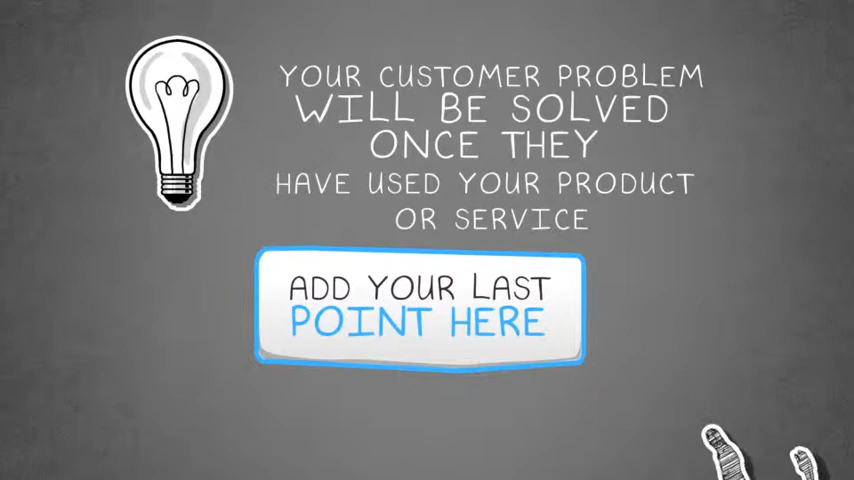 YOUR CUSTOMER PROBLEM
WILL BE SOLVED
ONCE THEY
HAVE USED YOUR PRODUCT
OR SERVICE
ADD YOUR LAST
POINT HERE